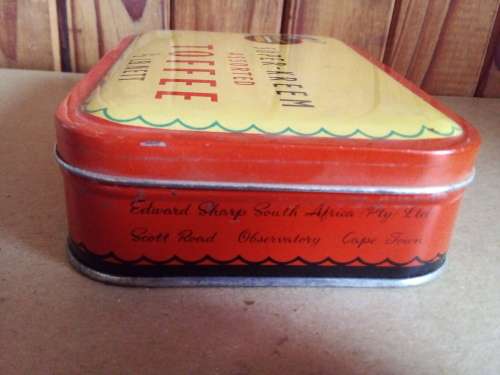 SUPER-KREEM
ASSORTED
TOFFEE
Edward Sharp South Africa Pty Ltd
Scott Road Observatory Cape Town